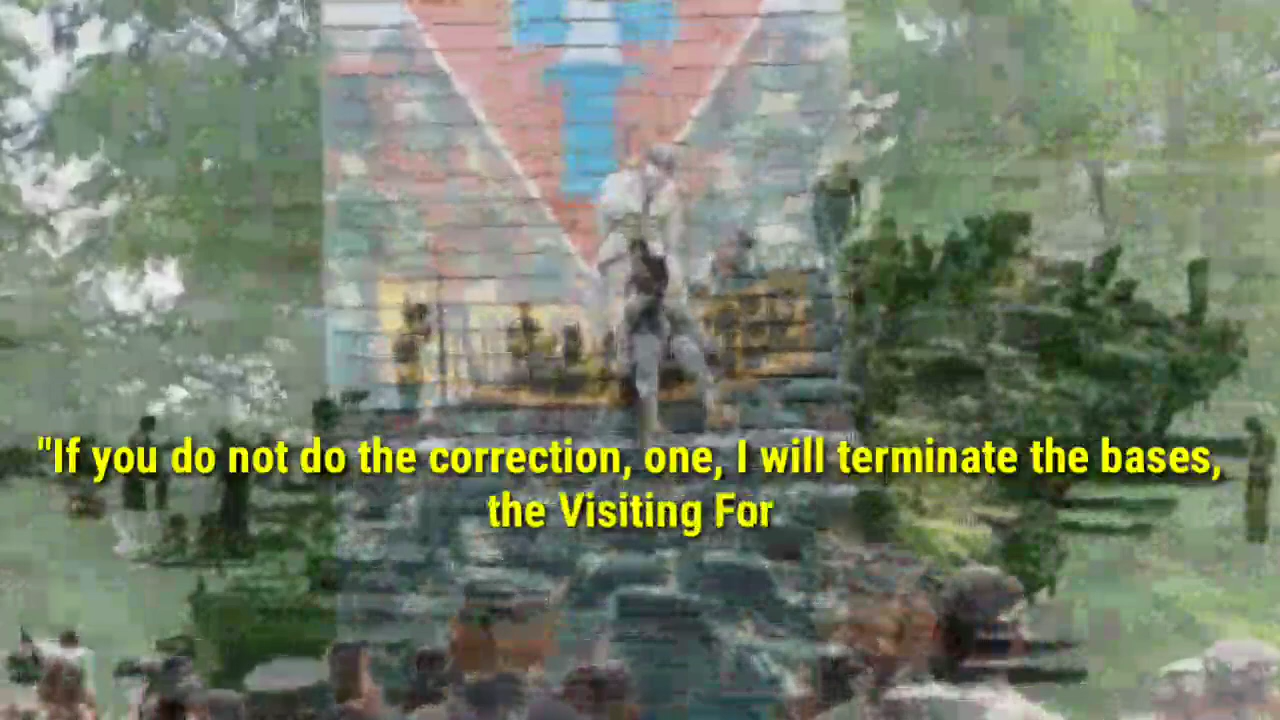 "If you do not do the correction, one, I will terminate the bases,
the Visiting For